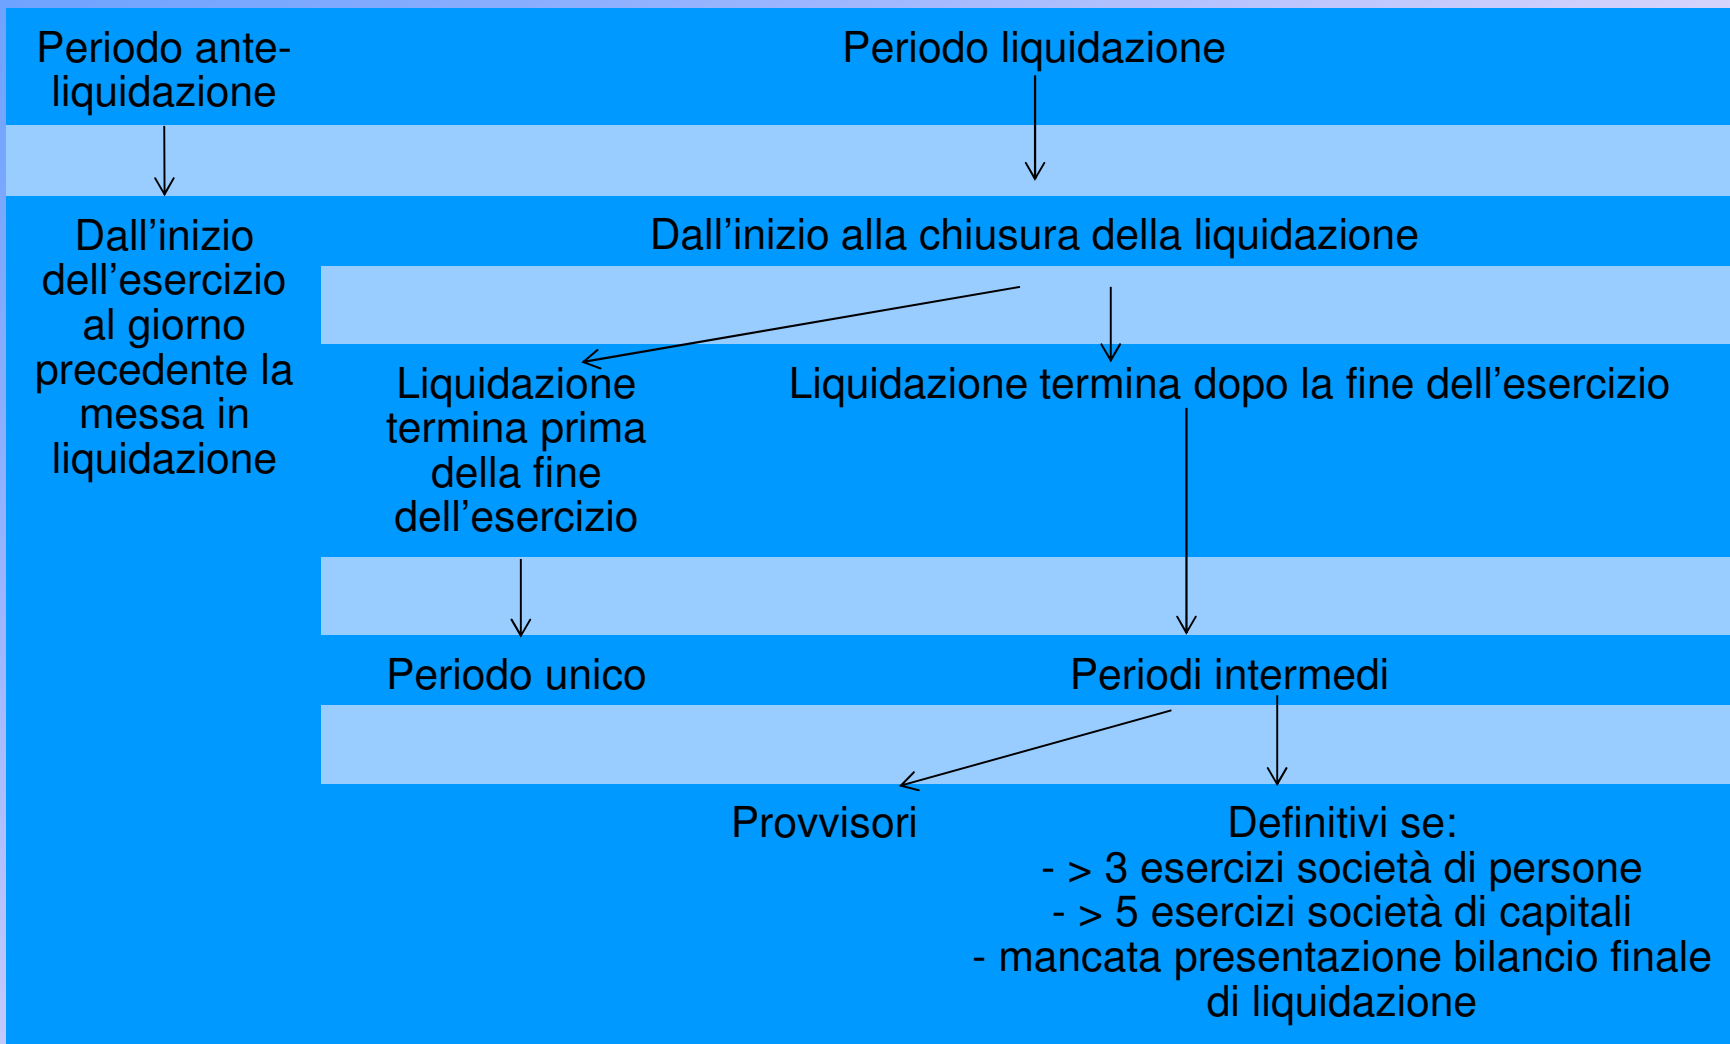 Periodo ante-
liquidazione
Periodo liquidazione
Dall’inizio
dell’esercizio
al giorno
precedente la
messa in
liquidazione
Dall’inizio alla chiusura della liquidazione
Liquidazione
termina prima
della fine
dell’esercizio
Liquidazione termina dopo la fine dell’esercizio
Periodo unico
Periodi intermedi
Provvisori
Definitivi se:
- > 3 esercizi società di persone
- > 5 esercizi società di capitali
- mancata presentazione bilancio finale
di liquidazione